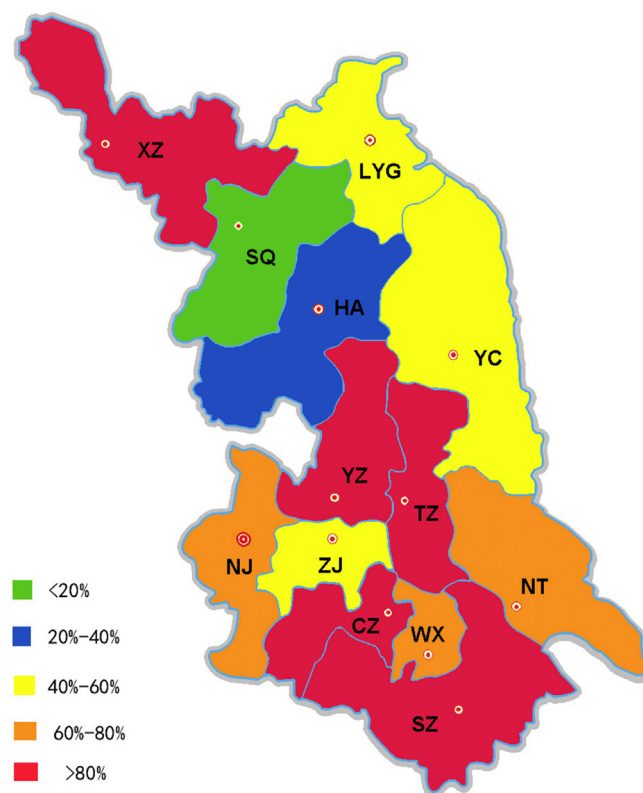 XZ
LYG
SQ
HA
YC
YZ
TZ
NJ
ZJ
NT
CZ
WX
SZ
<20%
20%-40%
40%-60%
60%-80%
>80%